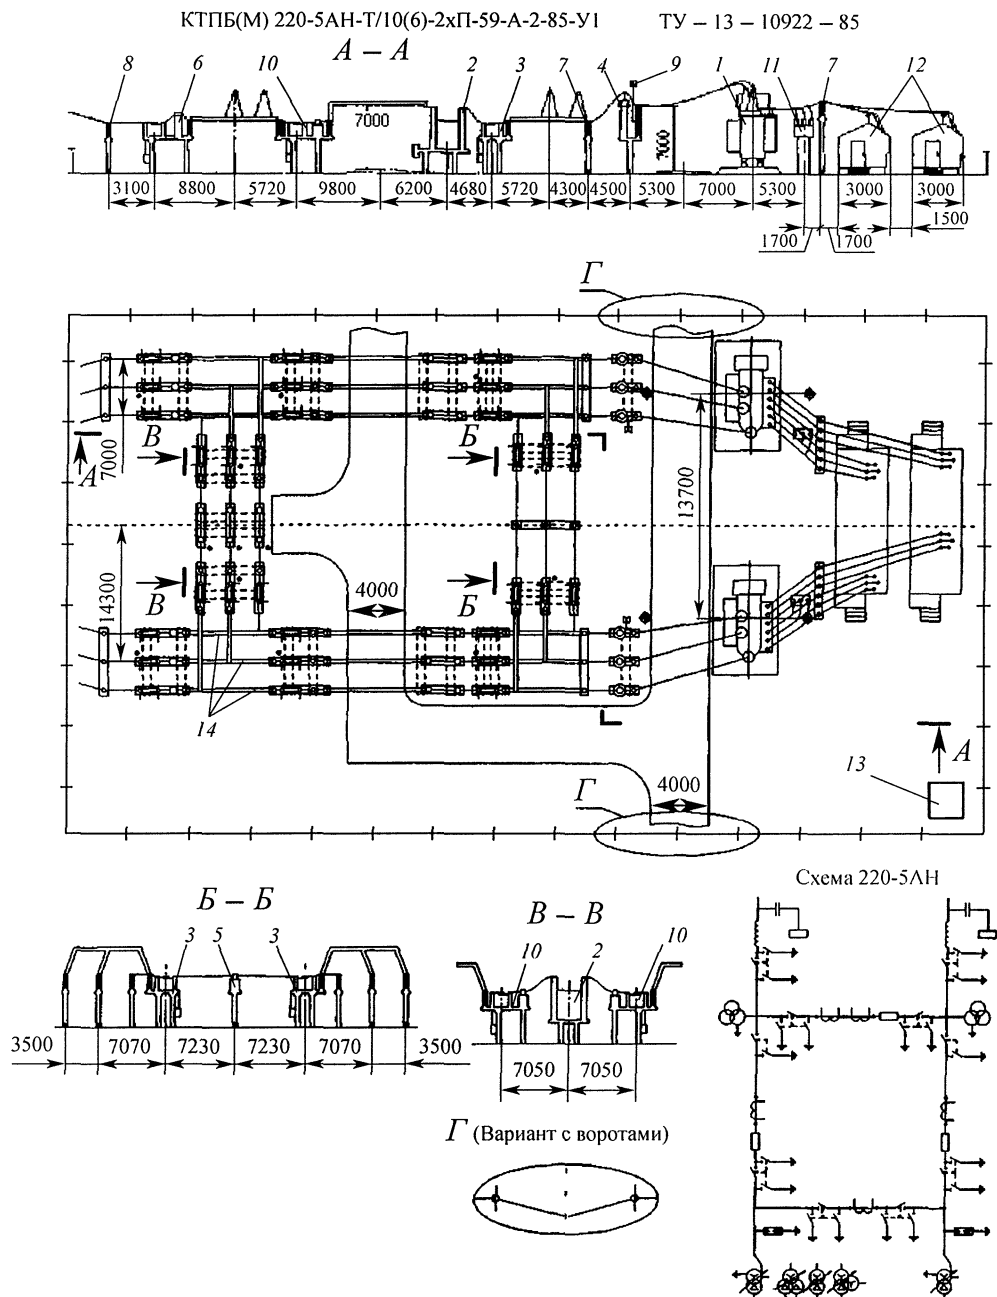 КТПБ(М) 220-5АН-Т/10(6)-2хП-59-А-2-85-У1 ТУ – 13 – 10922 – 85
А – А
8 6 10 2 3 7 4 9 1 11 7 12
7000
7000
3100 8800 5720 9800 6200 4680 5720 4300 4500 5300 7000 5300 3000 3000
1500
1700 1700
Г
В Б
А
7000
13700
14300
4000
В Б
14
А
13
Г
4000
Схема 220-5АН
Б – Б
В – В
3 5 3
10 2 10
3500 7070 7230 7230 7070 3500
7050 7050
Г (Вариант с воротами)